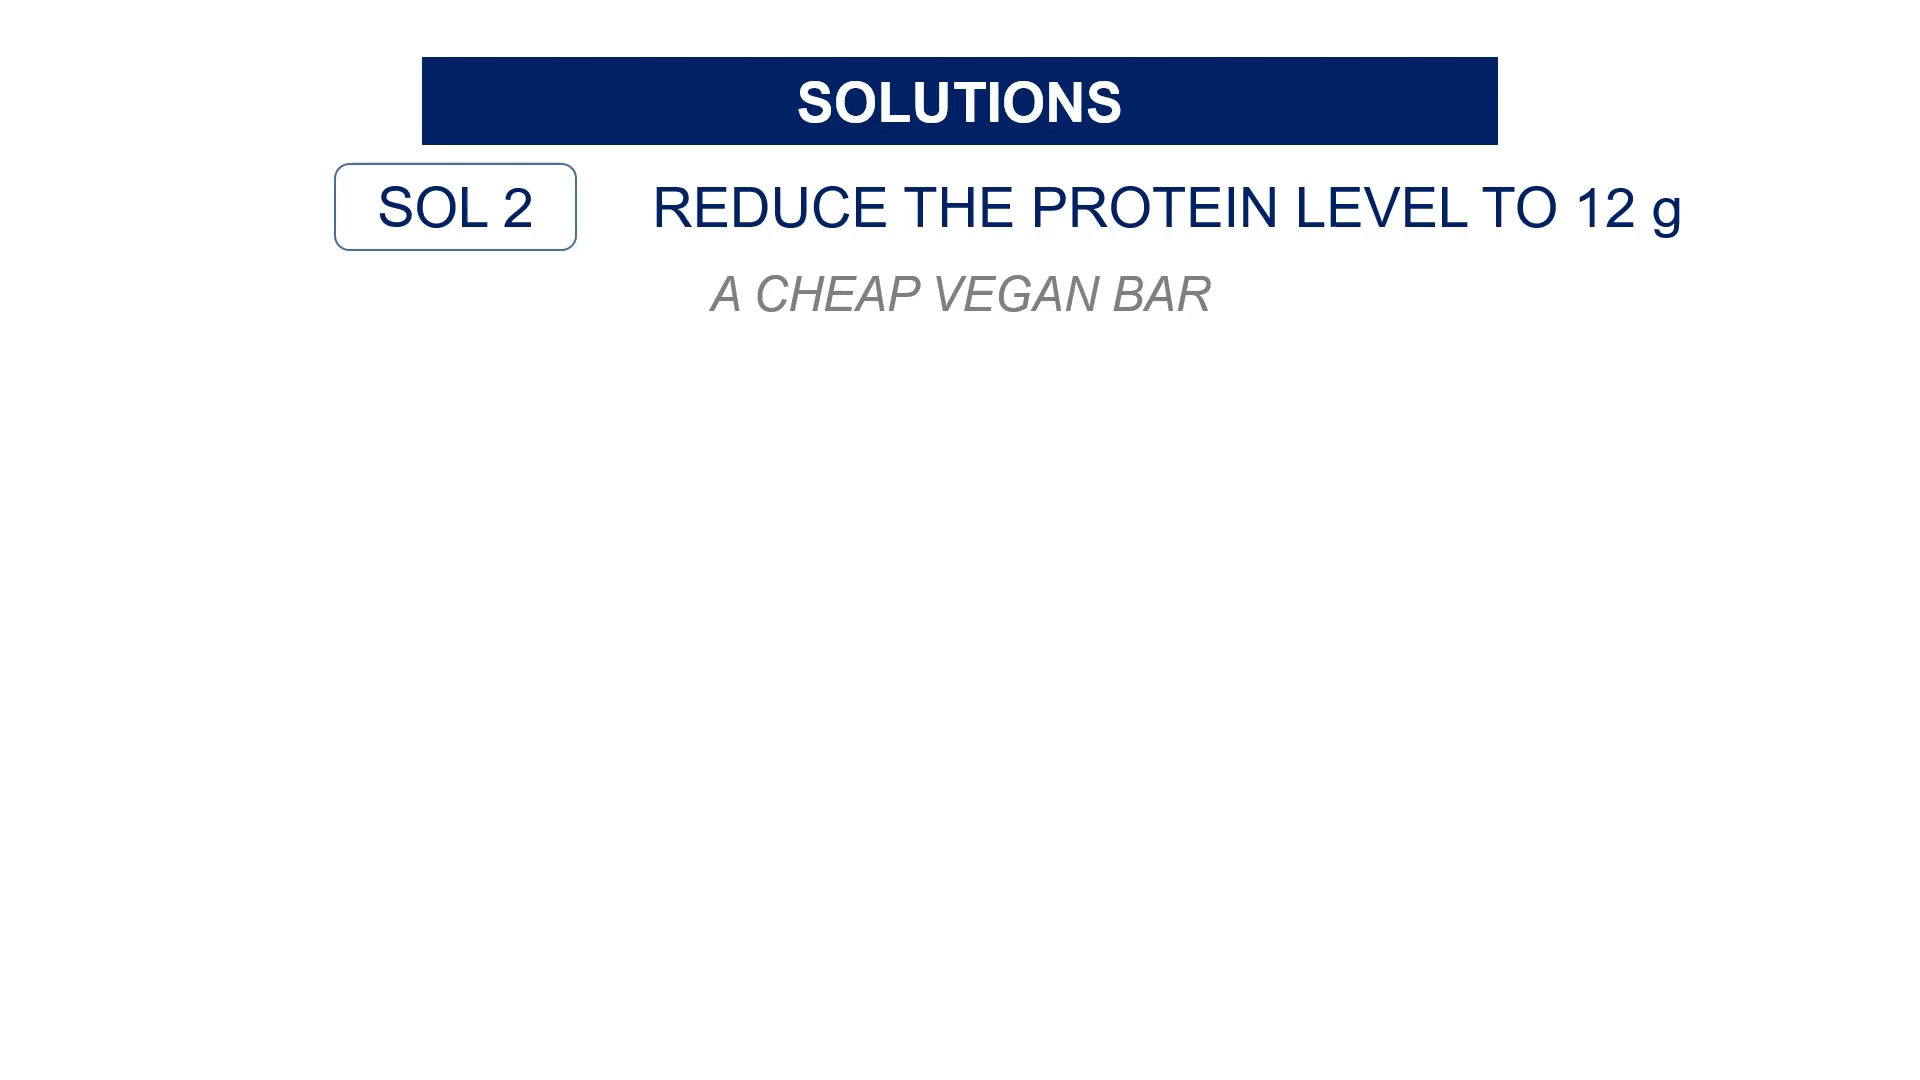 SOLUTIONS
SOL 2 REDUCE THE PROTEIN LEVEL TO 12 g
A CHEAP VEGAN BAR